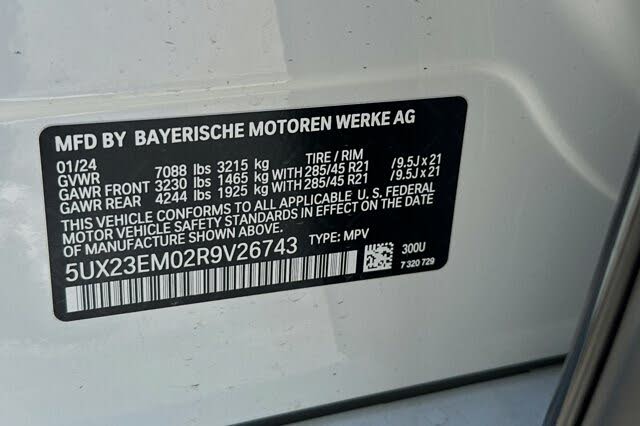 MFD BY BAYERISCHE MOTOREN WERKE AG
01/24 TIRE / RIM
GVWR 7088 lbs 3215 kg
GAWR FRONT 3230 lbs 1465 kg WITH 285/45 R21 /9.5J x 21
GAWR REAR 4244 lbs 1925 kg WITH 285/45 R21 /9.5J x 21
THIS VEHICLE CONFORMS TO ALL APPLICABLE U. S. FEDERAL
MOTOR VEHICLE SAFETY STANDARDS IN EFFECT ON THE DATE
OF MANUFACTURE SHOWN ABOVE.
5UX23EM02R9V26743 TYPE: MPV
300U
7 320 729